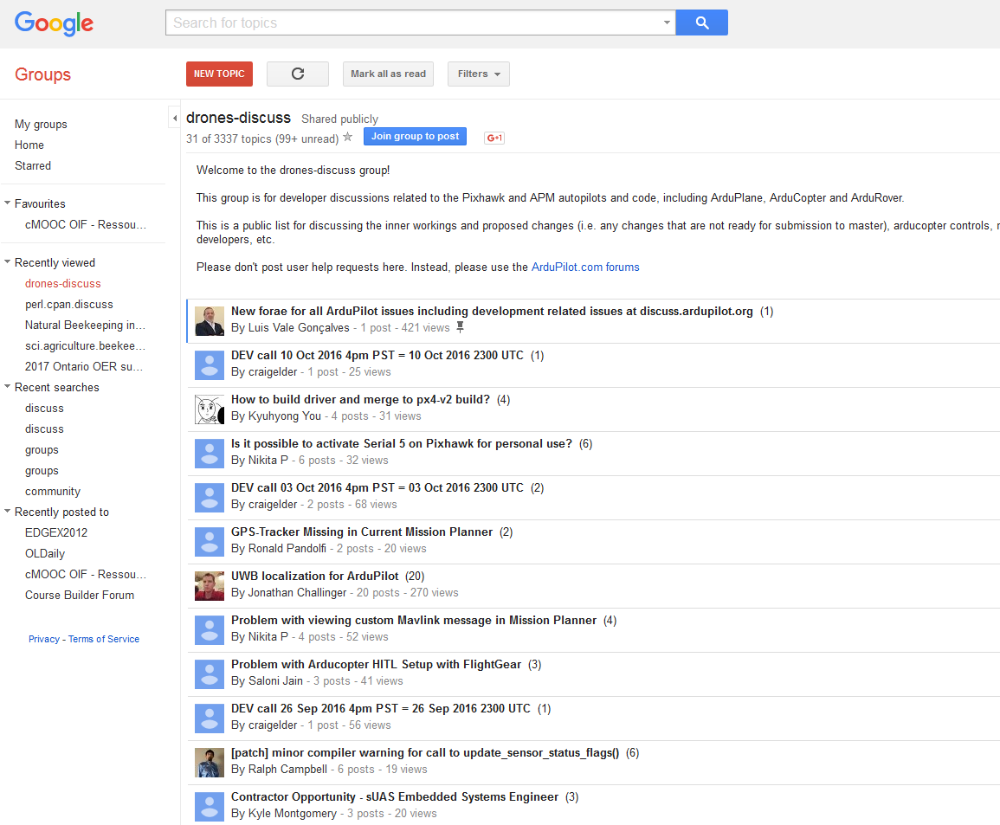 Google
Search for topics
Groups
NEW TOPIC
Mark all as read
Filters
My groups
Home
Starred
Favourites
cMOOC OIF - Ressou...
Recently viewed
drones-discuss
perl.cpan.discuss
Natural Beekeeping in...
sci.agriculture.beekee...
2017 Ontario OER su...
Recent searches
discuss
discuss
groups
groups
community
Recently posted to
EDGEX2012
OLDaily
cMOOC OIF - Ressou...
Course Builder Forum
Privacy - Terms of Service
drones-discuss Shared publicly
31 of 3337 topics (99+ unread) Join group to post G+1
Welcome to the drones-discuss group!
This group is for developer discussions related to the Pixhawk and APM autopilots and code, including ArduPlane, ArduCopter and ArduRover.
This is a public list for discussing the inner workings and proposed changes (i.e. any changes that are not ready for submission to master), arducopter controls,
developers, etc.
Please don't post user help requests here. Instead, please use the ArduPilot.com forums
New forae for all ArduPilot issues including development related issues at discuss.ardupilot.org (1)
By Luis Vale Gonçalves - 1 post - 421 views
DEV call 10 Oct 2016 4pm PST = 10 Oct 2016 2300 UTC (1)
By craigelder - 1 post - 25 views
How to build driver and merge to px4-v2 build? (4)
By Kyuhyong You - 4 posts - 31 views
Is it possible to activate Serial 5 on Pixhawk for personal use? (6)
By Nikita P - 6 posts - 32 views
DEV call 03 Oct 2016 4pm PST = 03 Oct 2016 2300 UTC (2)
By craigelder - 2 posts - 68 views
GPS-Tracker Missing in Current Mission Planner (2)
By Ronald Pandolfi - 2 posts - 20 views
UWB localization for ArduPilot (20)
By Jonathan Challinger - 20 posts - 270 views
Problem with viewing custom Mavlink message in Mission Planner (4)
By Nikita P - 4 posts - 52 views
Problem with Arducopter HITL Setup with FlightGear (3)
By Saloni Jain - 3 posts - 41 views
DEV call 26 Sep 2016 4pm PST = 26 Sep 2016 2300 UTC (1)
By craigelder - 1 post - 56 views
[patch] minor compiler warning for call to update_sensor_status_flags() (6)
By Ralph Campbell - 6 posts - 19 views
Contractor Opportunity - sUAS Embedded Systems Engineer (3)
By Kyle Montgomery - 3 posts - 20 views